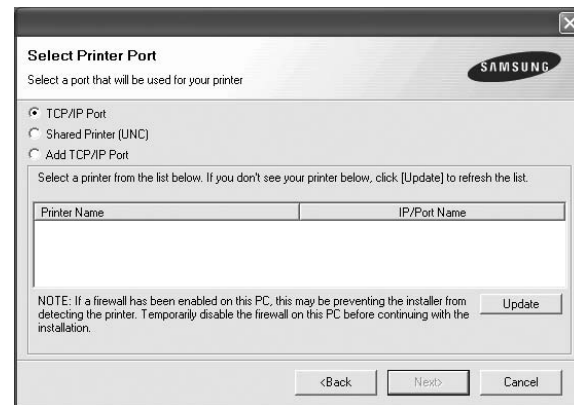 Select Printer Port
Select a port that will be used for your printer
SAMSUNG
TCP/IP Port
Shared Printer (UNC)
Add TCP/IP Port
Select a printer from the list below. If you don't see your printer below, click [Update] to refresh the list.
Printer Name IP/Port Name
NOTE: If a firewall has been enabled on this PC, this may be preventing the installer from
detecting the printer. Temporarily disable the firewall on this PC before continuing with the
installation.
Update
<Back Next> Cancel